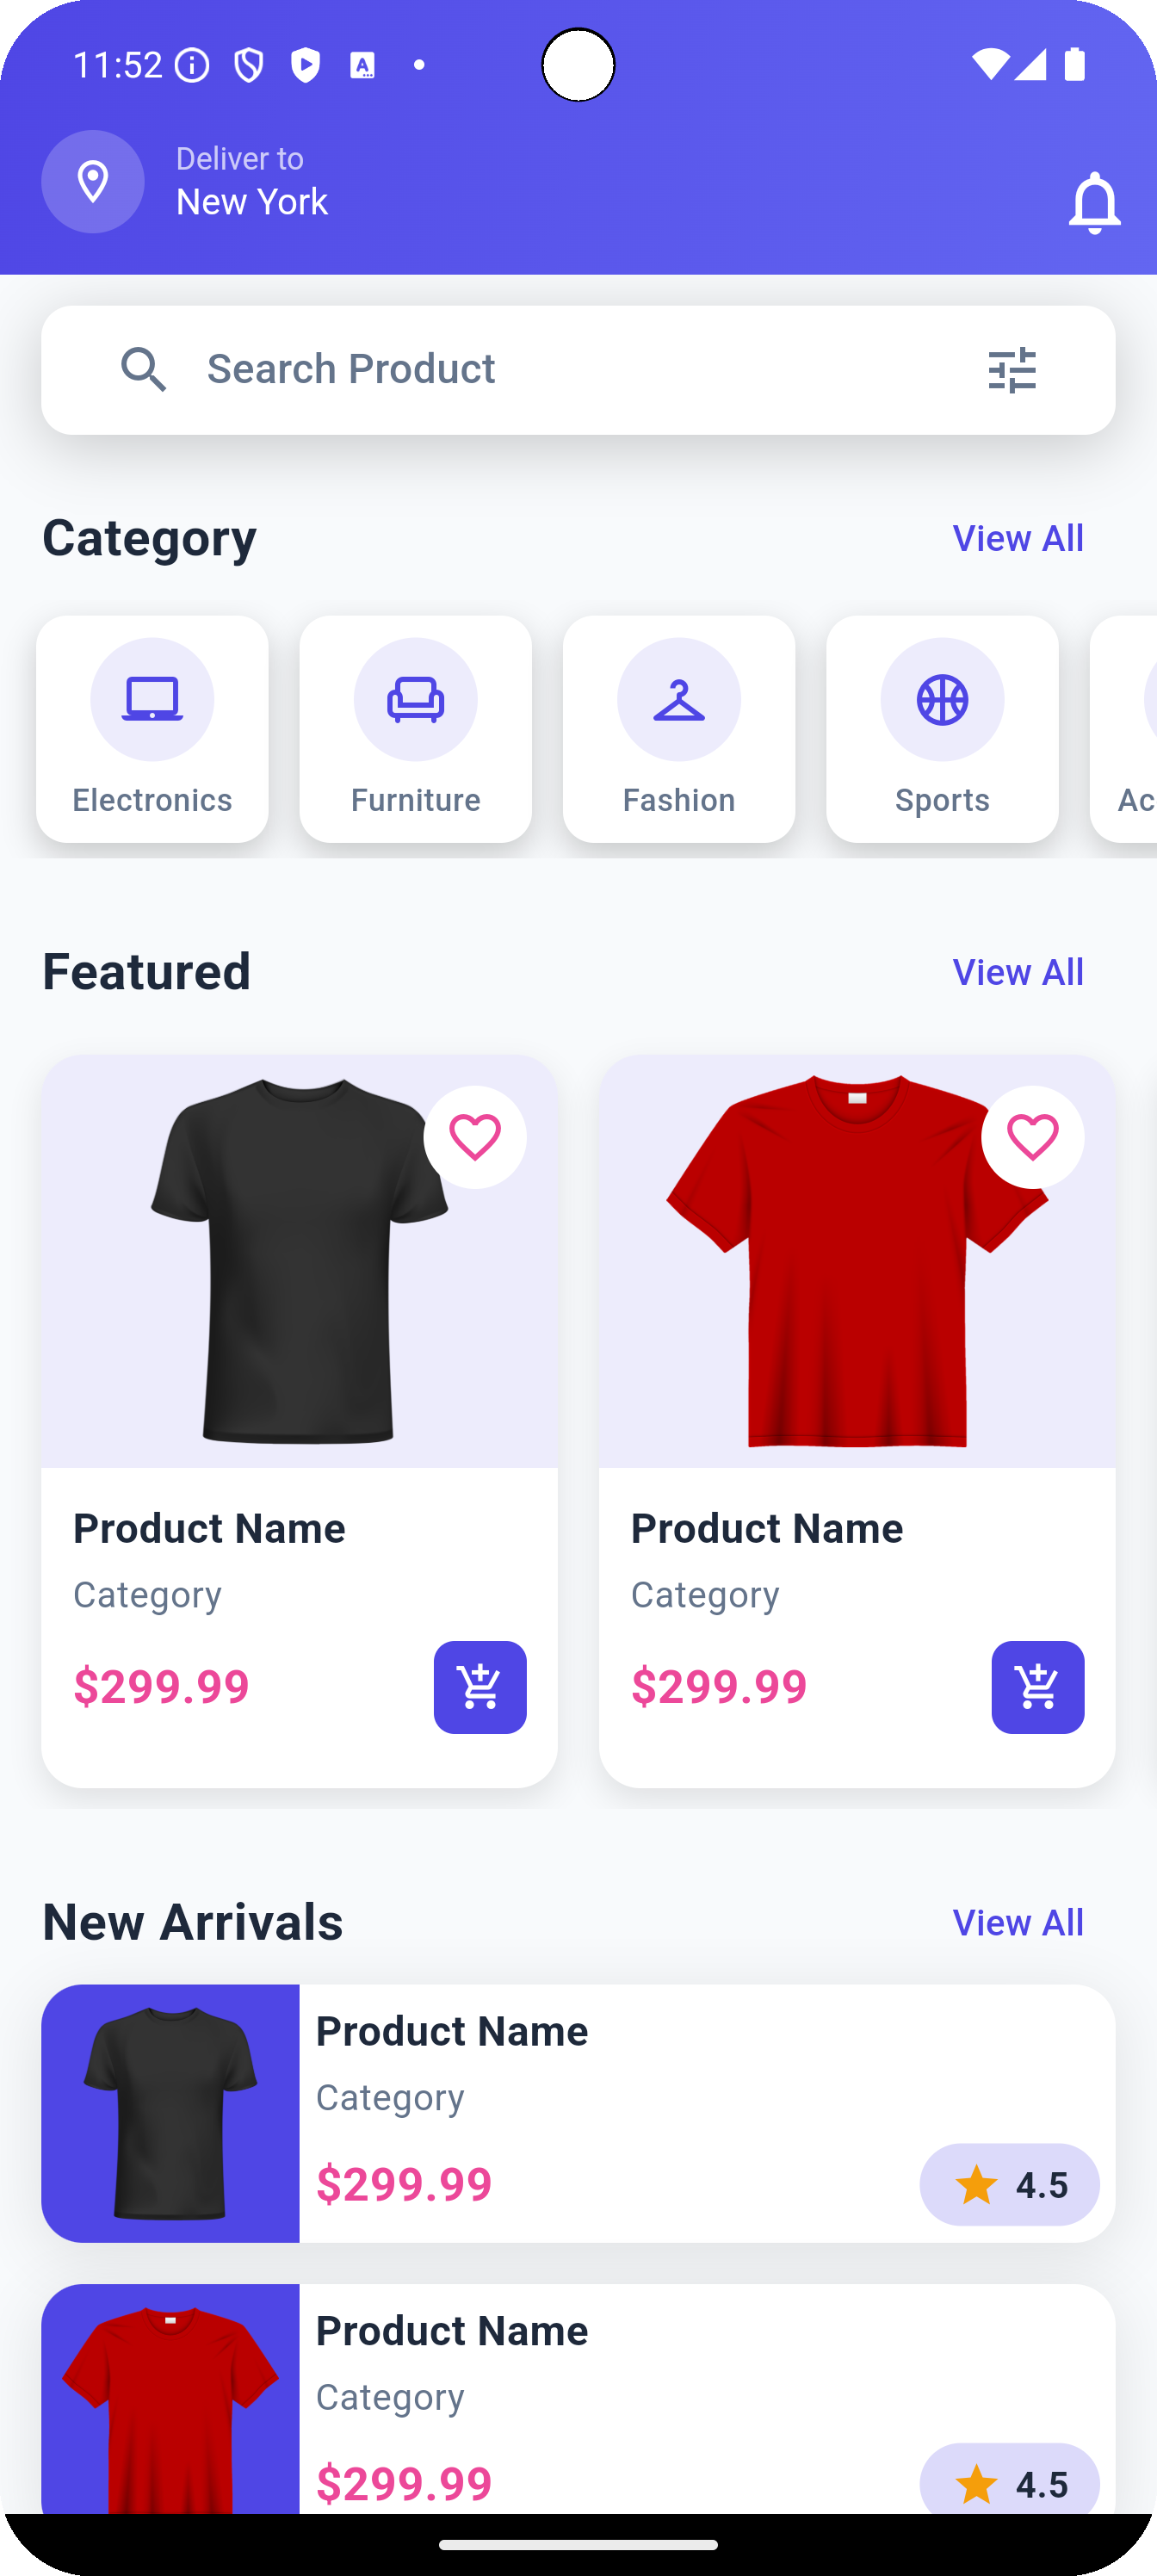 11:52
Deliver to
New York
Search Product
Category View All
Electronics Furniture Fashion Sports Ac
Featured View All
Product Name Product Name
Category Category
$299.99 $299.99
New Arrivals View All
Product Name
Category
$299.99 4.5
Product Name
Category
$299.99 4.5